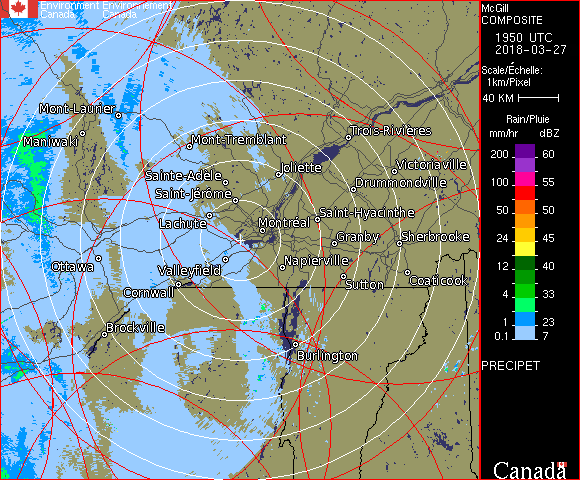 Environment Environnement
Canada Canada
McGill
COMPOSITE
1950 UTC
2018-03-27
Scale/Échelle:
1km/Pixel
40 KM
Rain/Pluie
mm/hr dBZ
200 60
100 55
50 50
24 45
12 40
4 33
1 23
0.1 7
PRECIPET
Canada
Mont-Laurier
Maniwaki
Mont-Tremblant
Trois-Rivières
Sainte-Adèle
Joliette
Victoriaville
Saint-Jérôme
Drummondville
Lachute
Montréal
Saint-Hyacinthe
Granby
Sherbrooke
Ottawa
Valleyfield
Napierville
Cornwall
Sutton
Coaticook
Brockville
Burlington